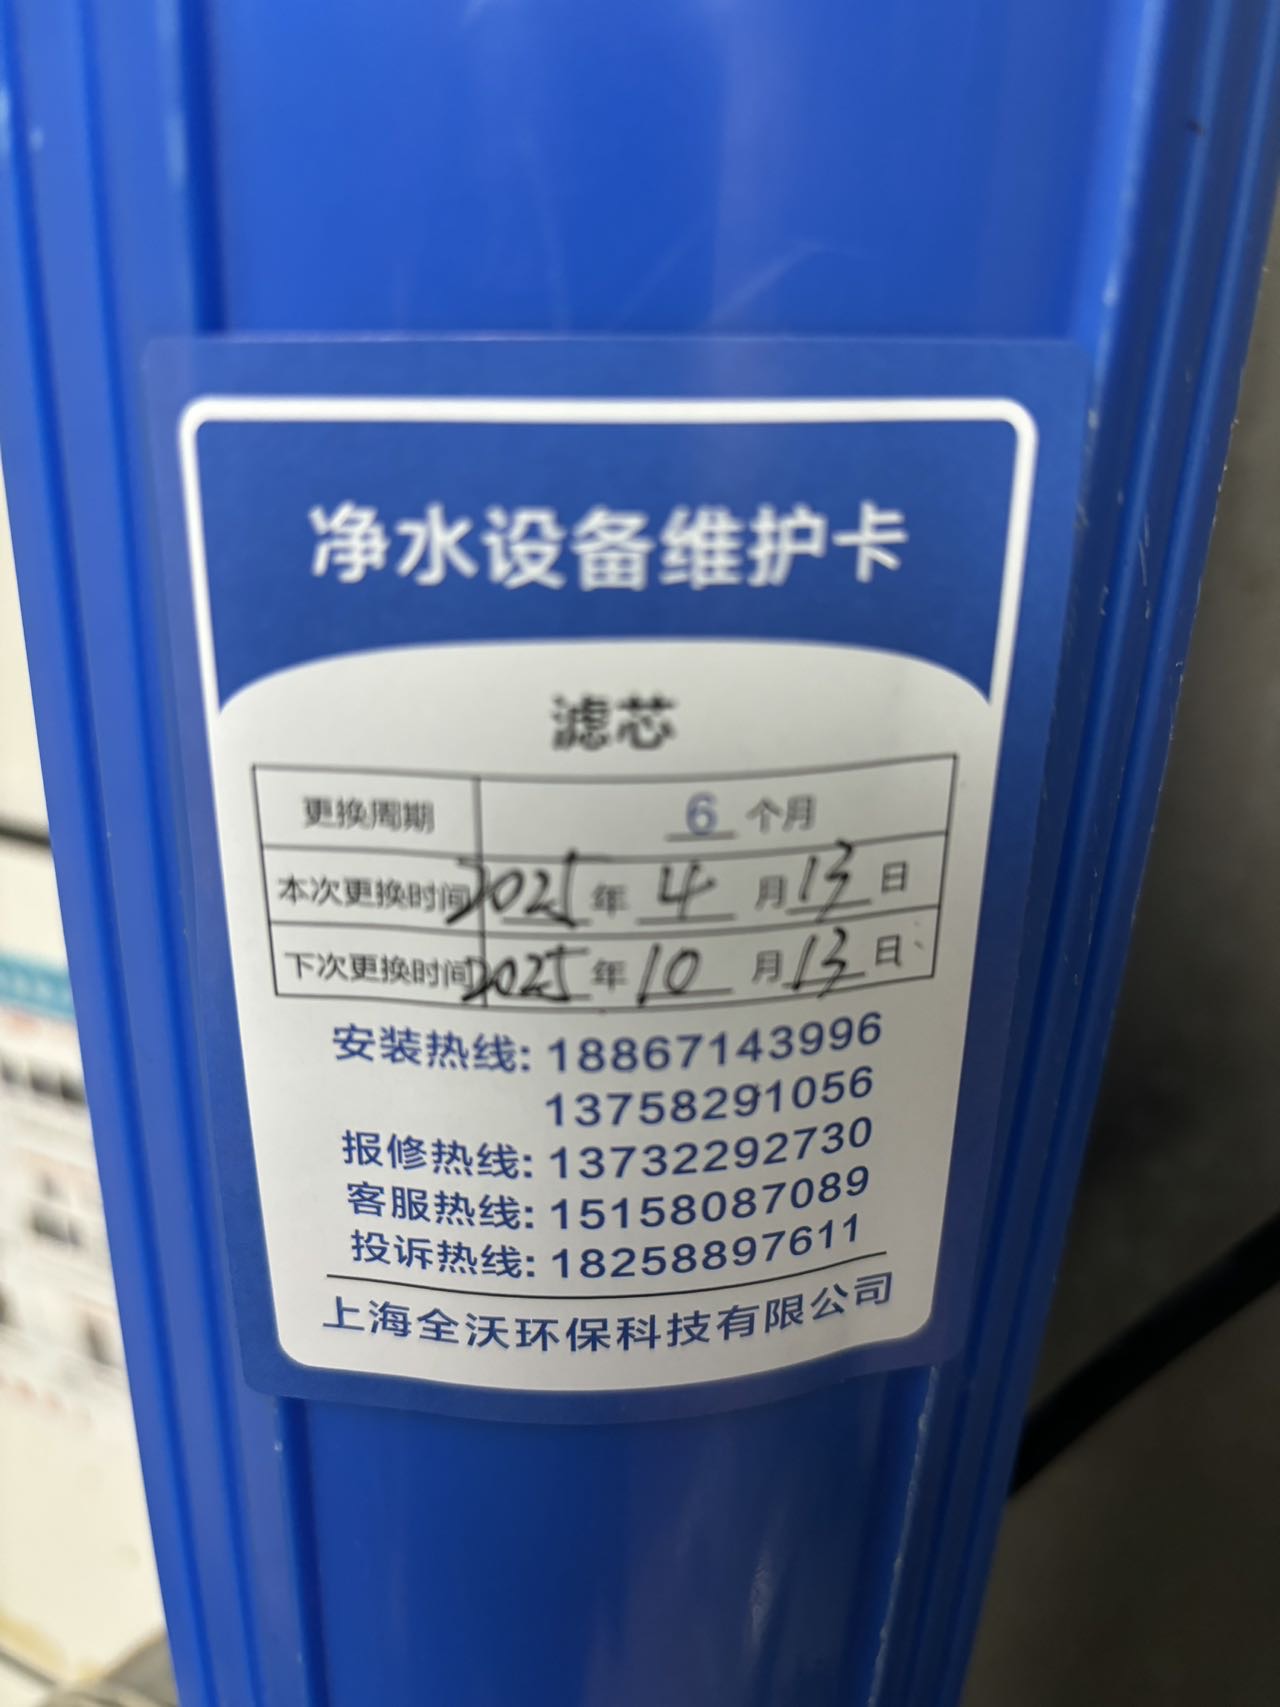 净水设备维护卡
滤芯
更换周期 6 个月
本次更换时间 2025 年 4 月 13 日
下次更换时间 2025 年 10 月 13 日
安装热线: 18867143996
13758291056
报修热线: 13732292730
客服热线: 15158087089
投诉热线: 18258897611
上海全沃环保科技有限公司